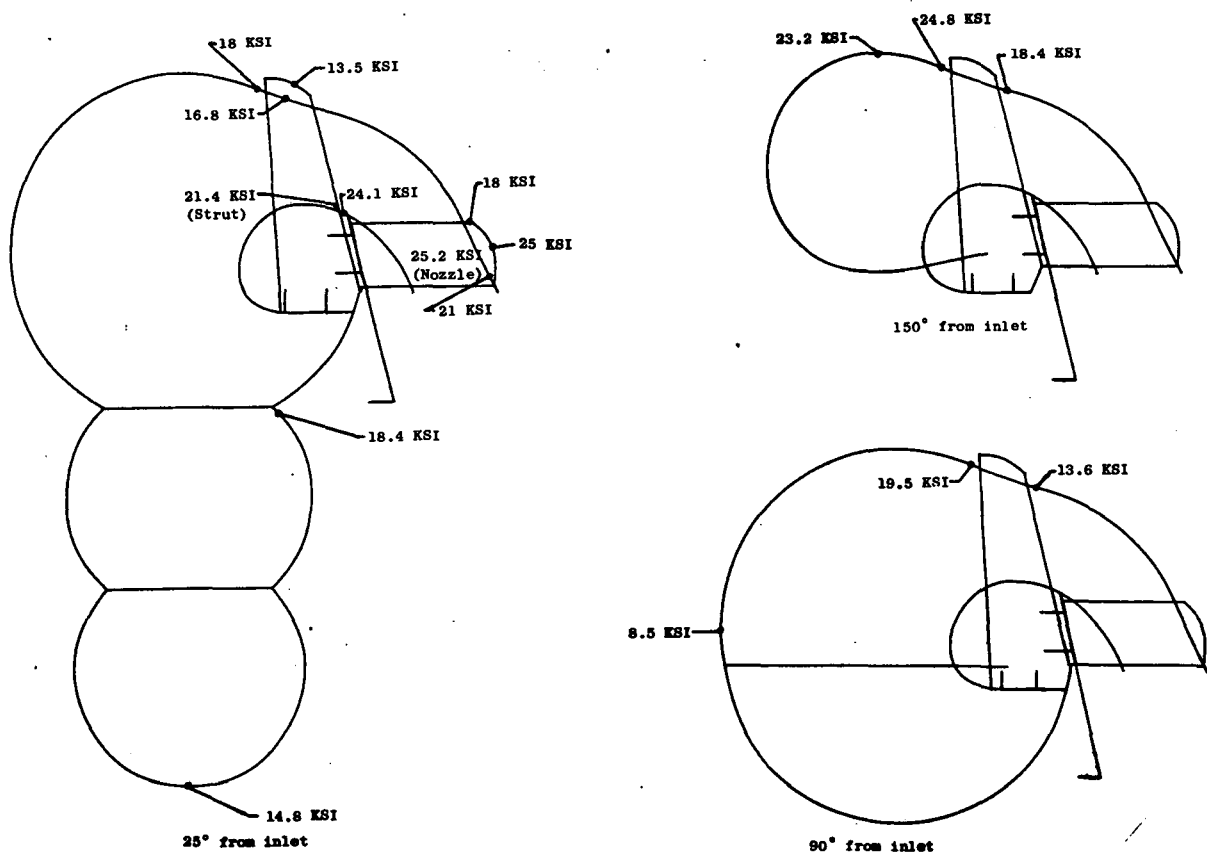 18 KSI
13.5 KSI
16.8 KSI
21.4 KSI
(Strut)
24.1 KSI
18 KSI
25 KSI
25.2 KSI
(Nozzle)
21 KSI
18.4 KSI
14.8 KSI
25° from inlet
24.8 KSI
23.2 KSI
18.4 KSI
150° from inlet
19.5 KSI
13.6 KSI
8.5 KSI
90° from inlet